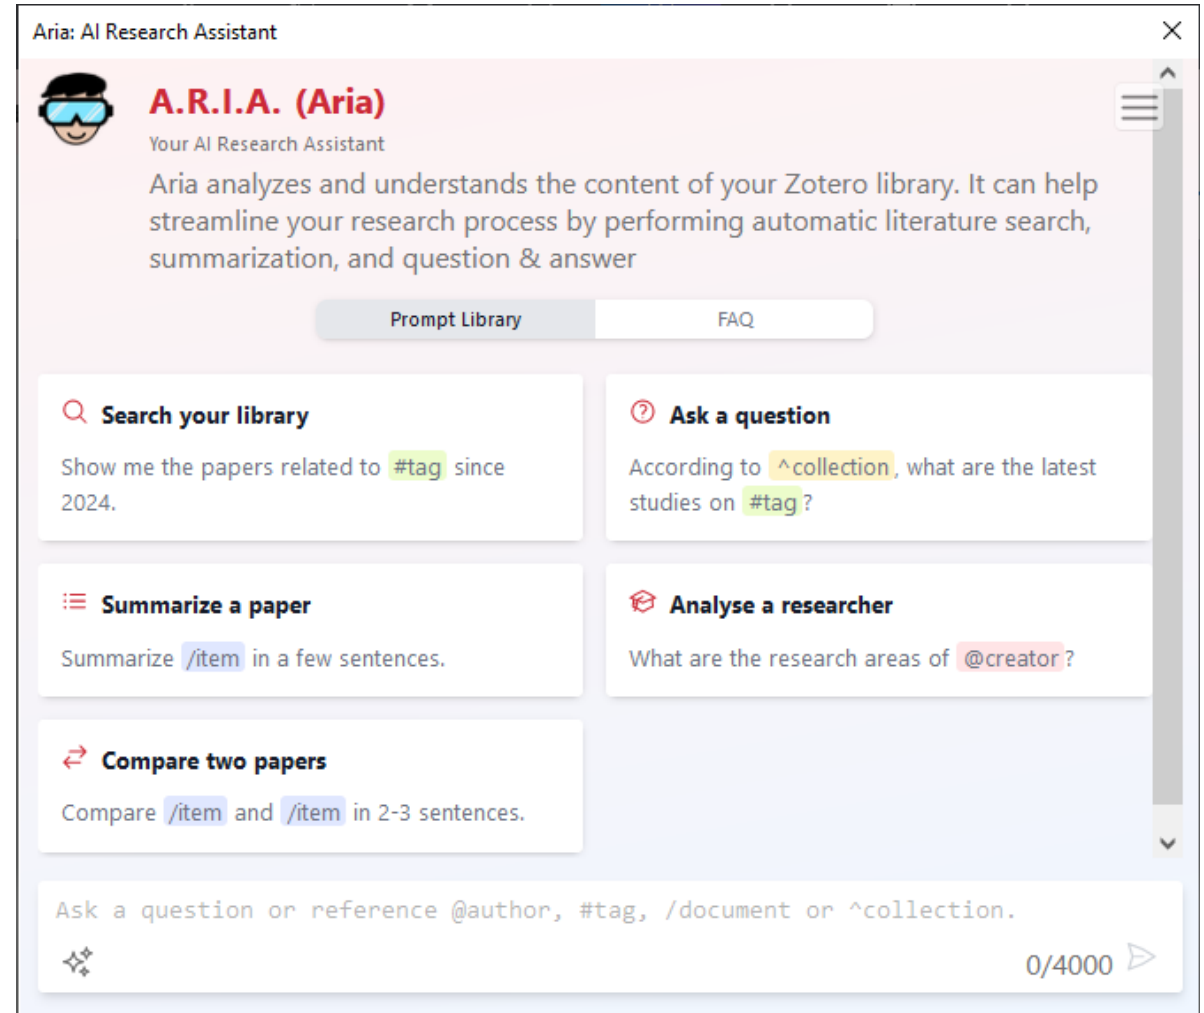 Aria: AI Research Assistant
A.R.I.A. (Aria)
Your AI Research Assistant
Aria analyzes and understands the content of your Zotero library. It can help
streamline your research process by performing automatic literature search,
summarization, and question & answer
Prompt Library
FAQ
Search your library
Show me the papers related to #tag since
2024.
Ask a question
According to ^collection, what are the latest
studies on #tag?
Summarize a paper
Summarize /item in a few sentences.
Analyse a researcher
What are the research areas of @creator?
Compare two papers
Compare /item and /item in 2-3 sentences.
Ask a question or reference @author, #tag, /document or ^collection.
0/4000